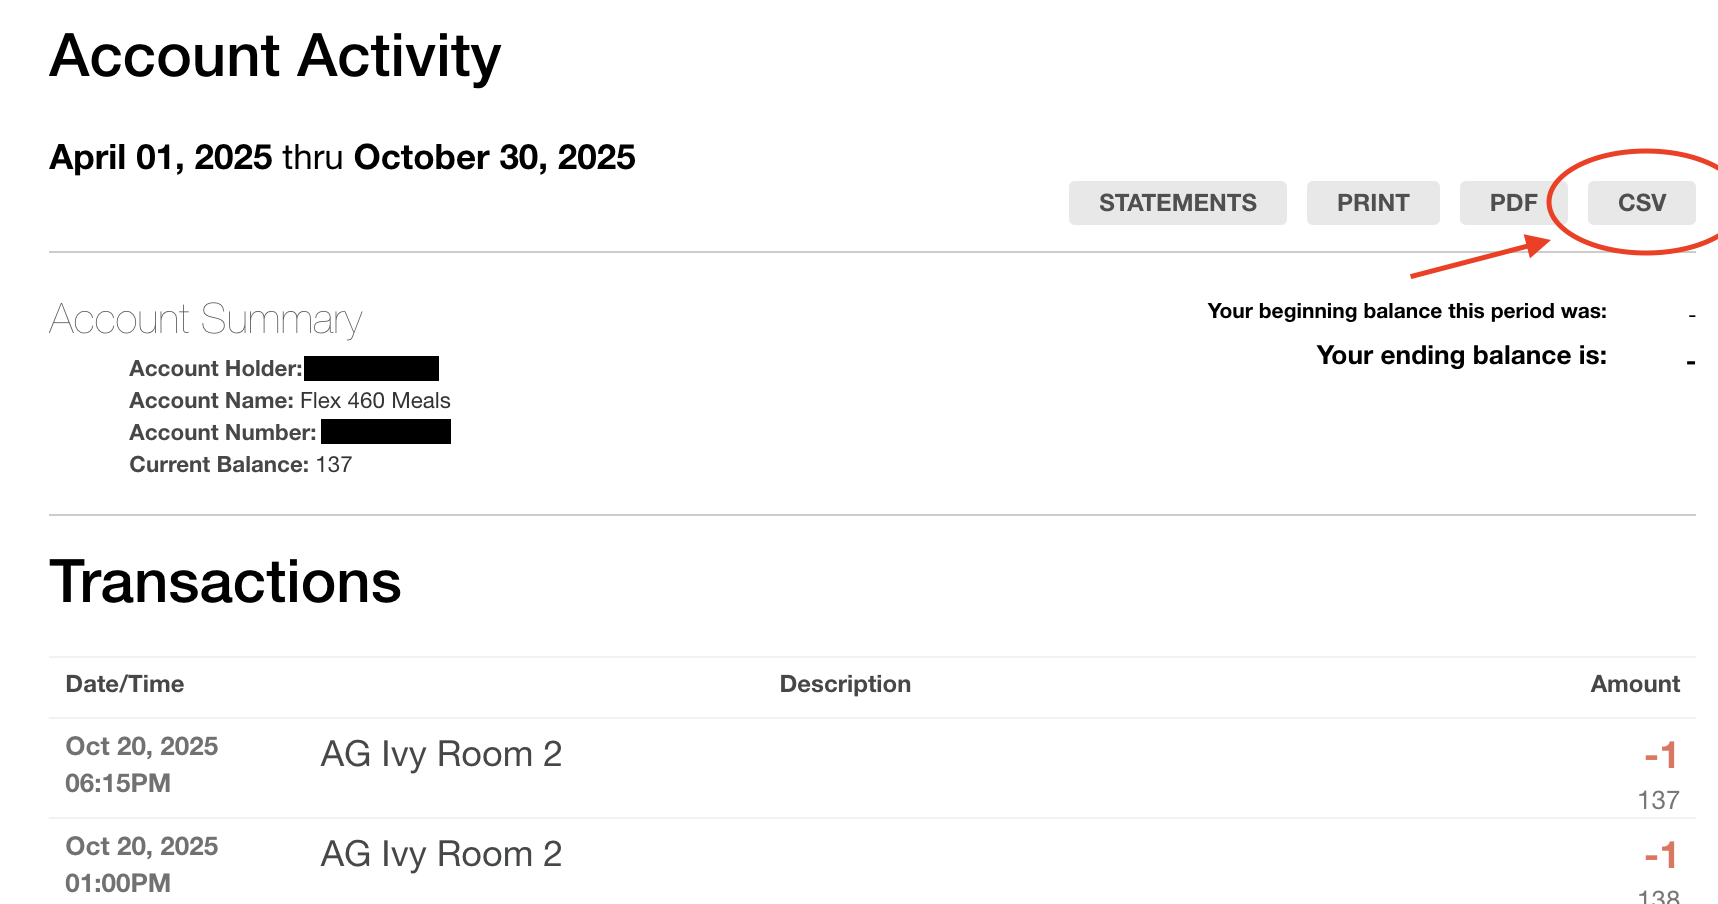 Account Activity
April 01, 2025 thru October 30, 2025
STATEMENTS PRINT PDF CSV
Account Summary
Your beginning balance this period was: -
Your ending balance is: -
Account Holder:
Account Name: Flex 460 Meals
Account Number:
Current Balance: 137
Transactions
Date/Time Description Amount
Oct 20, 2025 AG Ivy Room 2 -1
06:15PM 137
Oct 20, 2025 AG Ivy Room 2 -1
01:00PM 138